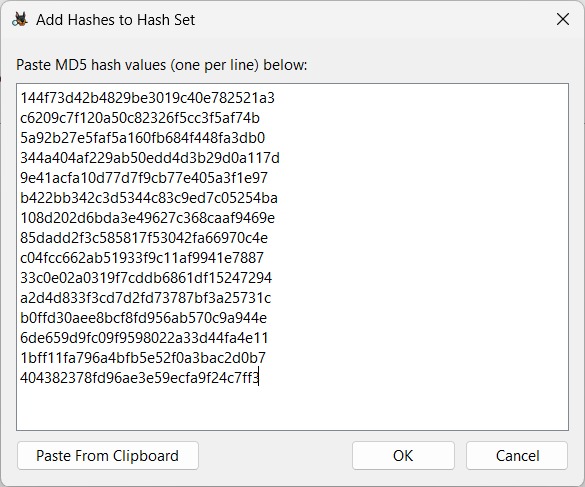 Add Hashes to Hash Set
Paste MD5 hash values (one per line) below:
144f73d42b4829be3019c40e782521a3
c6209c7f120a50c82326f5cc3f5af74b
5a92b27e5faf5a160fb684f448fa3db0
344a404af229ab50edd4d3b29d0a117d
9e41acfa10d77d7f9cb77e405a3f1e97
b422bb342c3d5344c83c9ed7c05254ba
108d202d6bda3e49627c368caaf9469e
85dadd2f3c585817f53042fa66970c4e
c04fcc662ab51933f9c11af9941e7887
33c0e02a0319f7cddb6861df15247294
a2d4d833f3cd7d2fd73787bf3a25731c
b0ffd30aee8bcf8fd956ab570c9a944e
6de659d9fc09f9598022a33d44fa4e11
1bff11fa796a4bfb5e52f0a3bac2d0b7
404382378fd96ae3e59ecfa9f24c7ff3
Paste From Clipboard
OK
Cancel